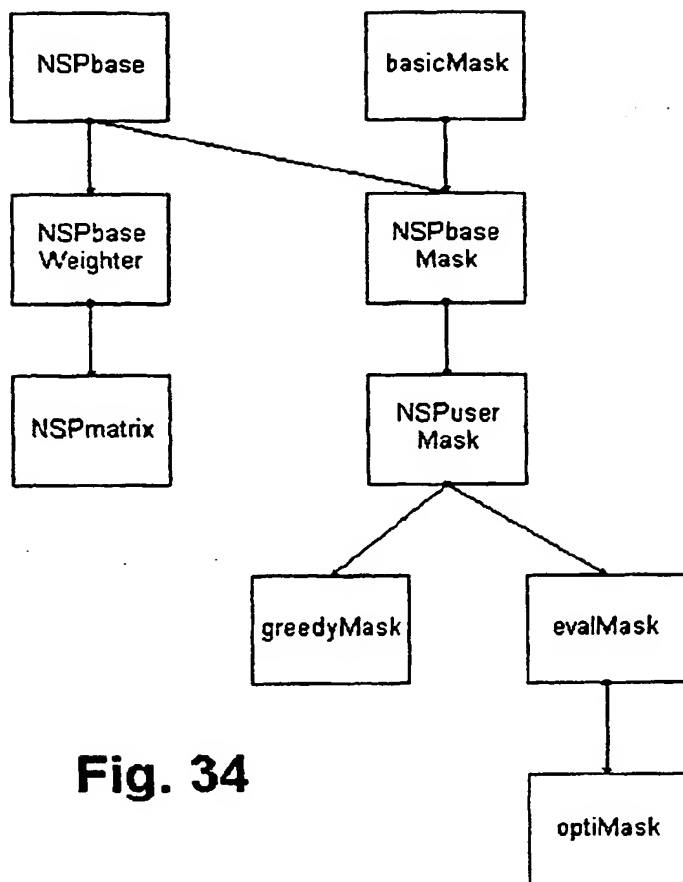 NSPbase
basicMask
NSPbase
Weighter
NSPbase
Mask
NSPmatrix
NSPuser
Mask
greedyMask
evalMask
Fig. 34
optiMask